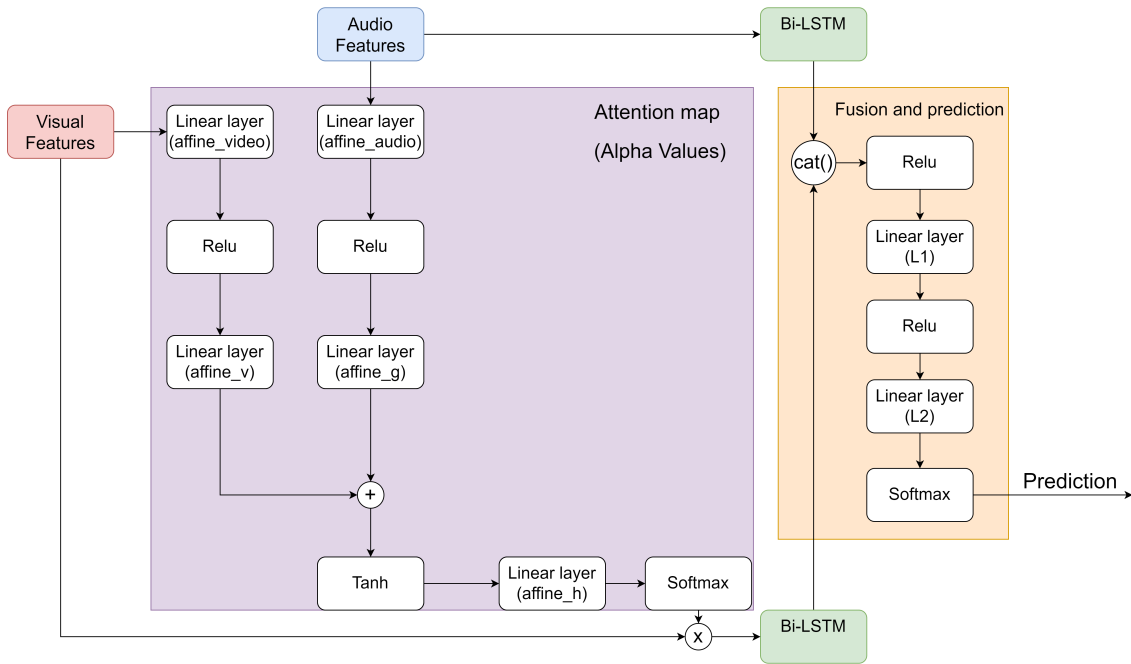 Audio
Features
Bi-LSTM
Visual
Features
Linear layer
(affine_video)
Linear layer
(affine_audio)
Attention map
(Alpha Values)
Relu
Relu
Linear layer
(affine_v)
Linear layer
(affine_g)
+
Tanh
Linear layer
(affine_h)
Softmax
x
Bi-LSTM
Fusion and prediction
cat()
Relu
Linear layer
(L1)
Relu
Linear layer
(L2)
Softmax
Prediction